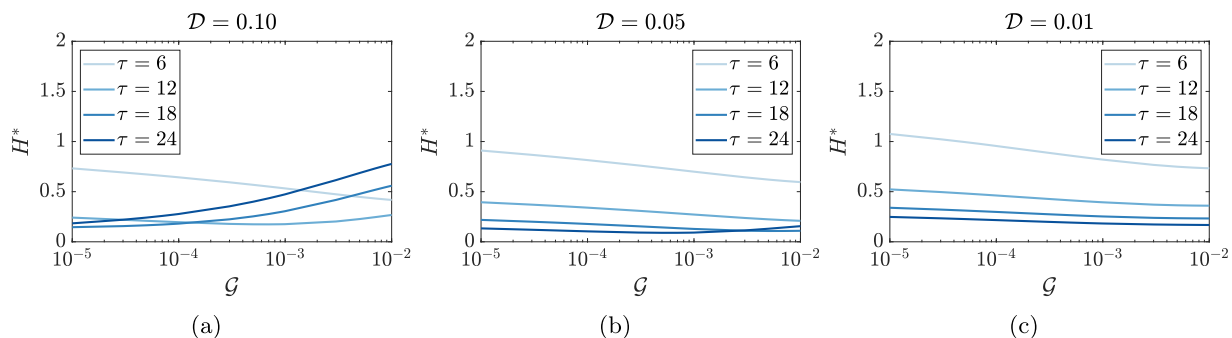 𝒟 = 0.10
2
1.5
1
0.5
0
H*
τ = 6
τ = 12
τ = 18
τ = 24
10⁻⁵
10⁻⁴
10⁻³
10⁻²
𝒢
(a)
𝒟 = 0.05
2
1.5
1
0.5
0
H*
τ = 6
τ = 12
τ = 18
τ = 24
10⁻⁵
10⁻⁴
10⁻³
10⁻²
𝒢
(b)
𝒟 = 0.01
2
1.5
1
0.5
0
H*
τ = 6
τ = 12
τ = 18
τ = 24
10⁻⁵
10⁻⁴
10⁻³
10⁻²
𝒢
(c)